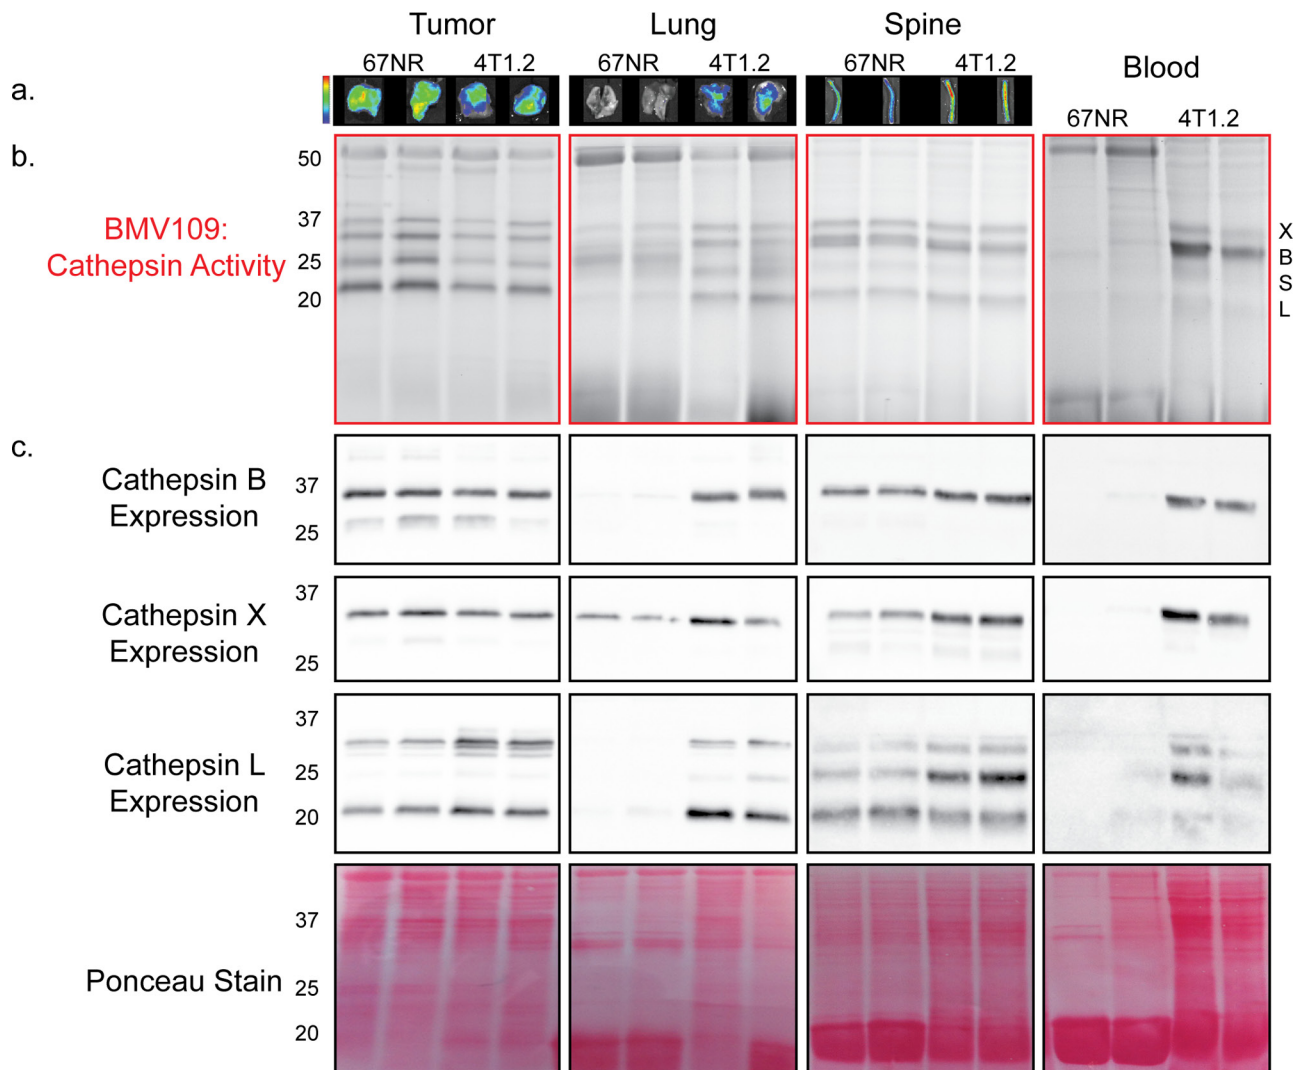 Tumor Lung Spine Blood
67NR 4T1.2 67NR 4T1.2 67NR 4T1.2 67NR 4T1.2
a.
b.
50
37
25
20
BMV109:
Cathepsin Activity
X
B
S
L
c.
Cathepsin B
Expression
37
25
Cathepsin X
Expression
37
25
Cathepsin L
Expression
37
25
20
Ponceau Stain
37
25
20